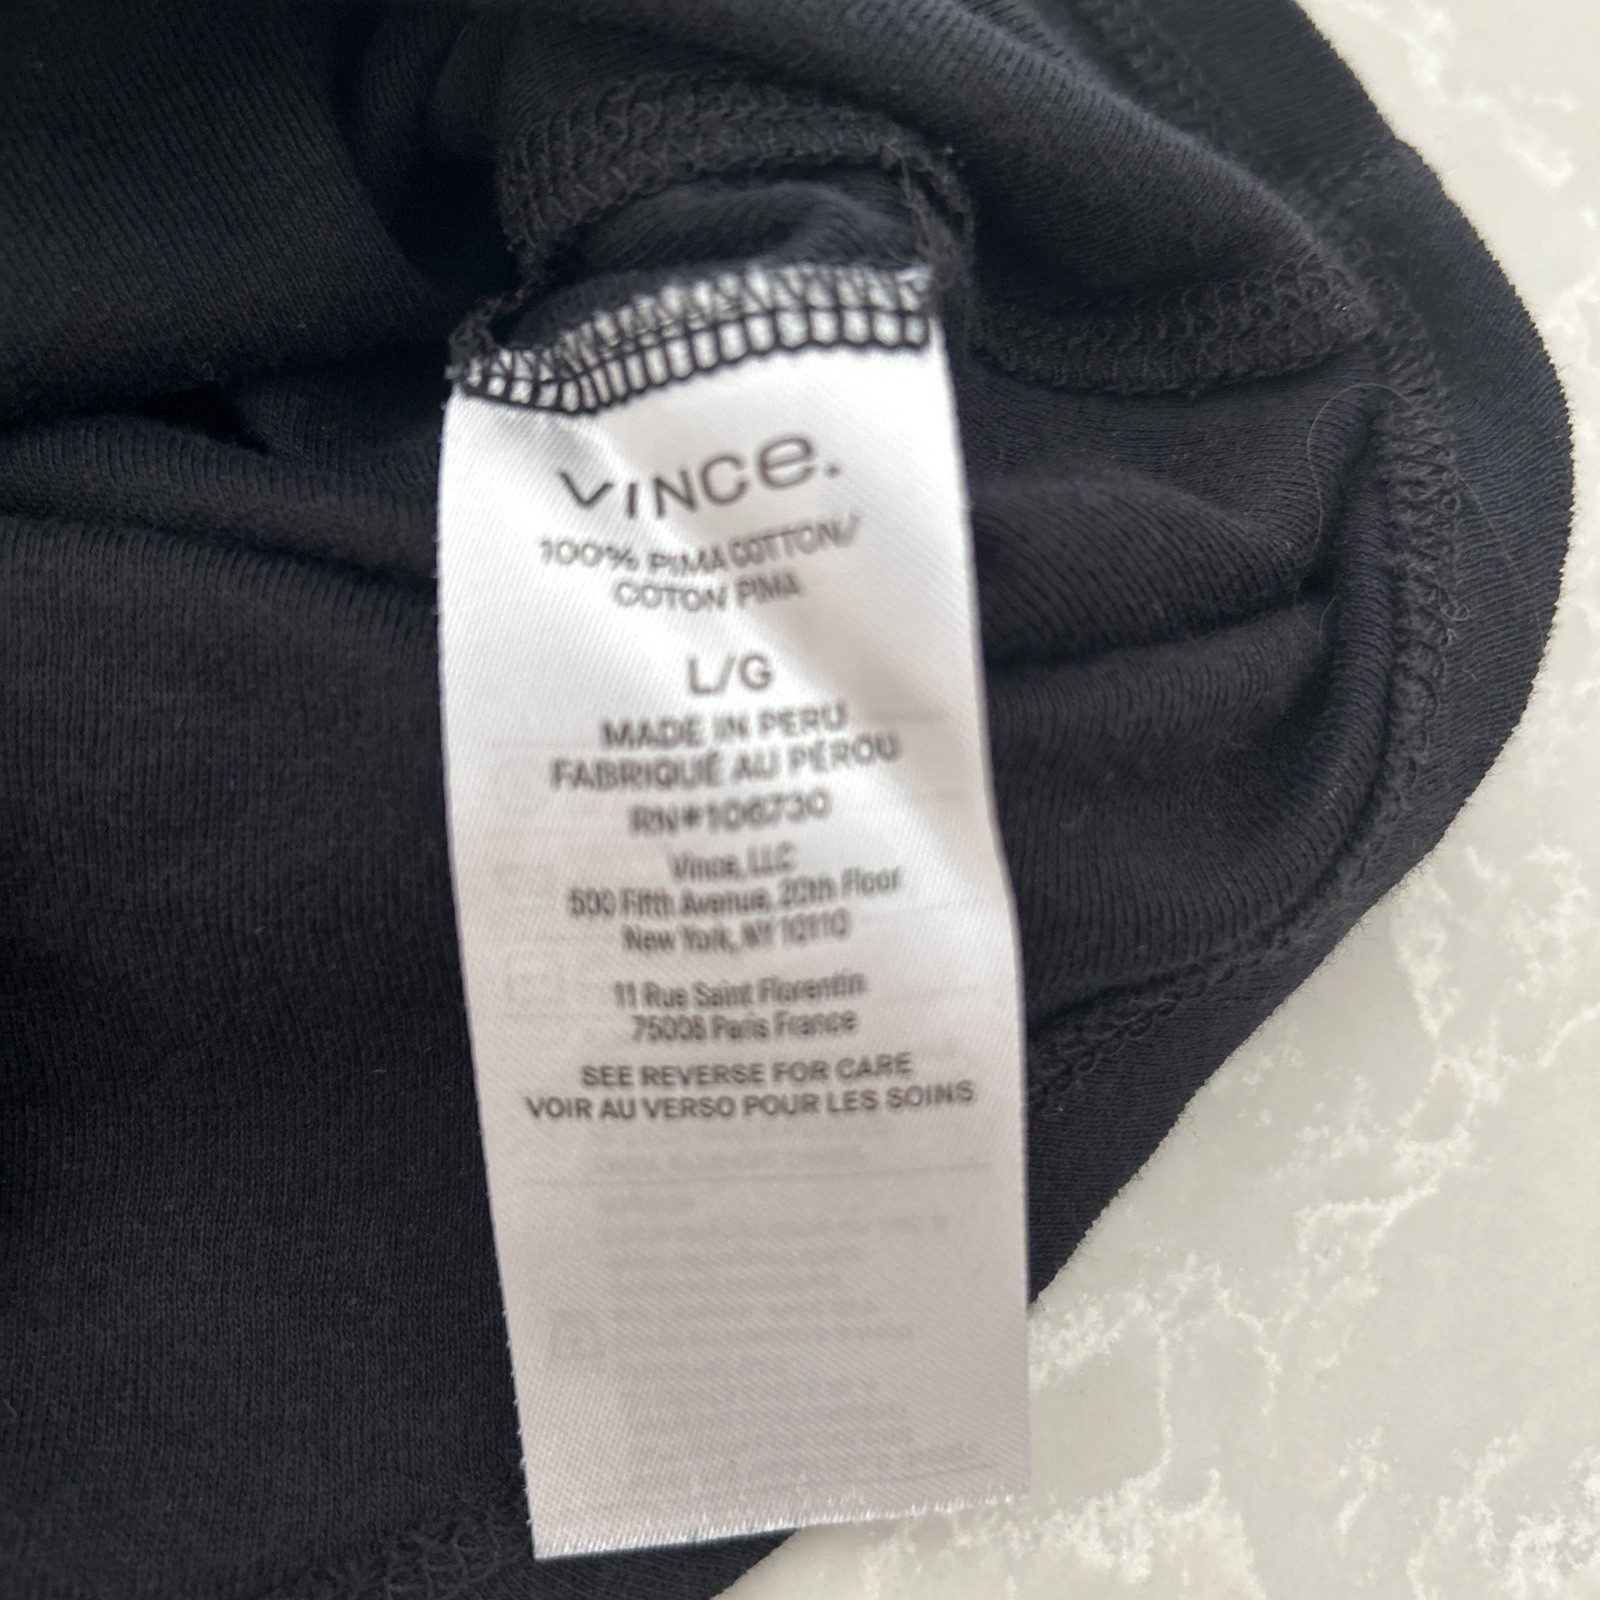 VINCE.
100% PIMA COTTON/
COTON PIMA
L/G
MADE IN PERU
FABRIQUÉ AU PÉROU
RN#106730
Vince, LLC
500 Fifth Avenue, 20th Floor
New York, NY 10110
11 Rue Saint Florentin
75008 Paris France
SEE REVERSE FOR CARE
VOIR AU VERSO POUR LES SOINS